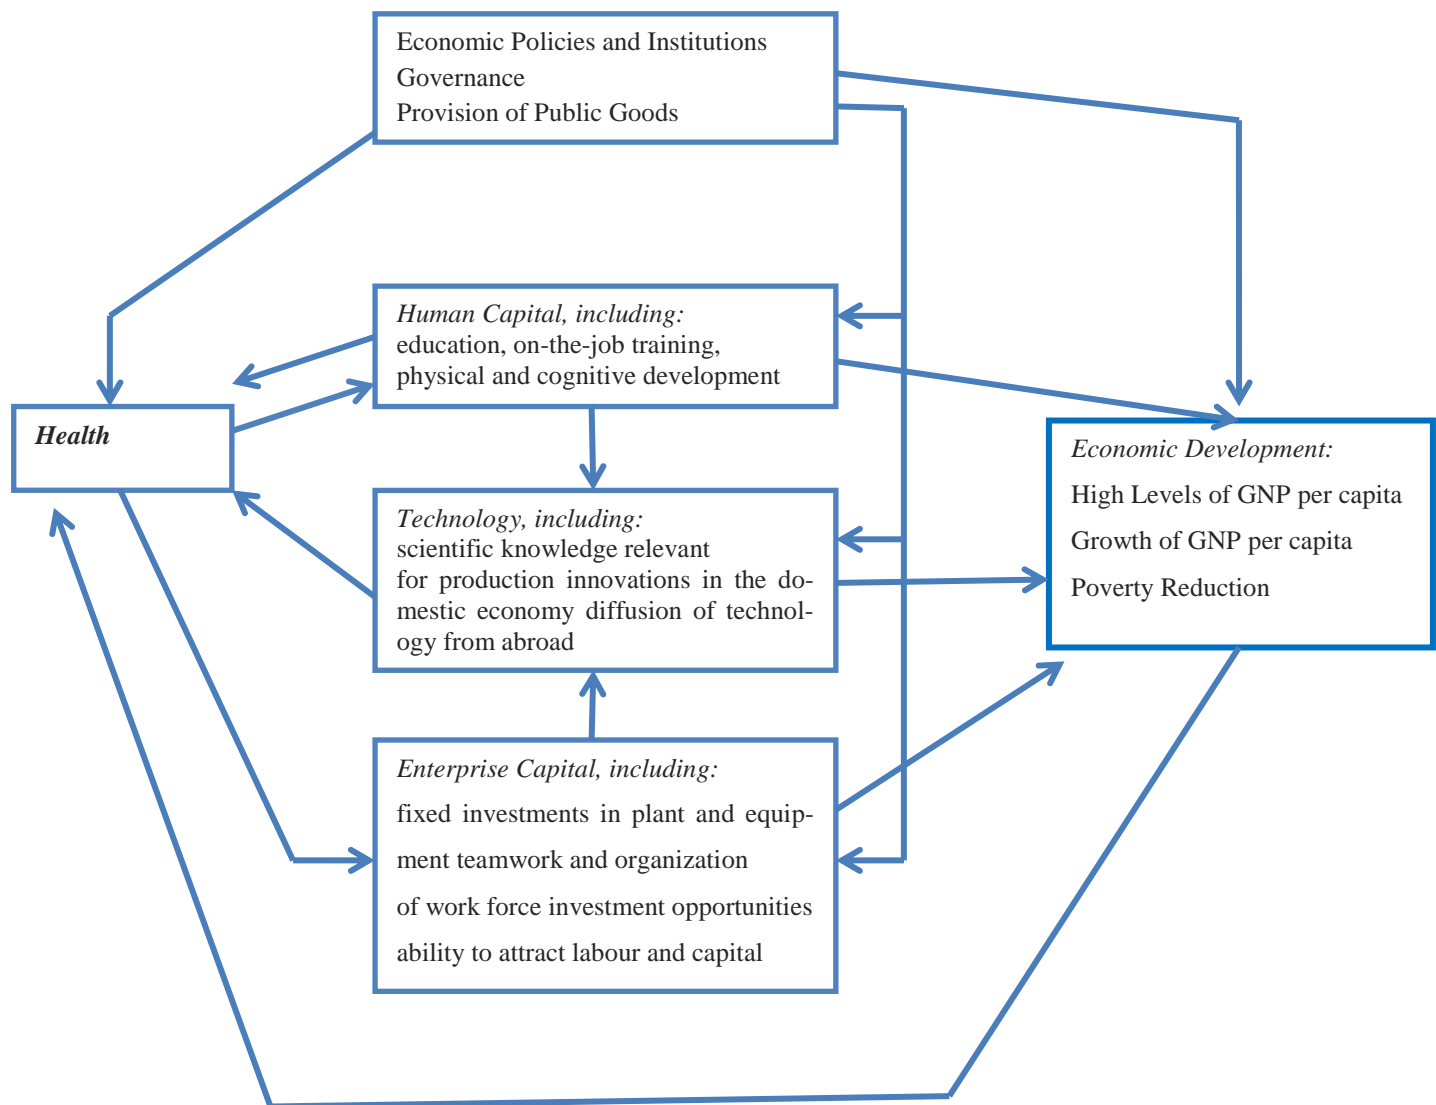 Economic Policies and Institutions
Governance
Provision of Public Goods
Human Capital, including:
education, on-the-job training,
physical and cognitive development
Health
Technology, including:
scientific knowledge relevant
for production innovations in the do-
mestic economy diffusion of technol-
ogy from abroad
Economic Development:
High Levels of GNP per capita
Growth of GNP per capita
Poverty Reduction
Enterprise Capital, including:
fixed investments in plant and equip-
ment teamwork and organization
of work force investment opportunities
ability to attract labour and capital